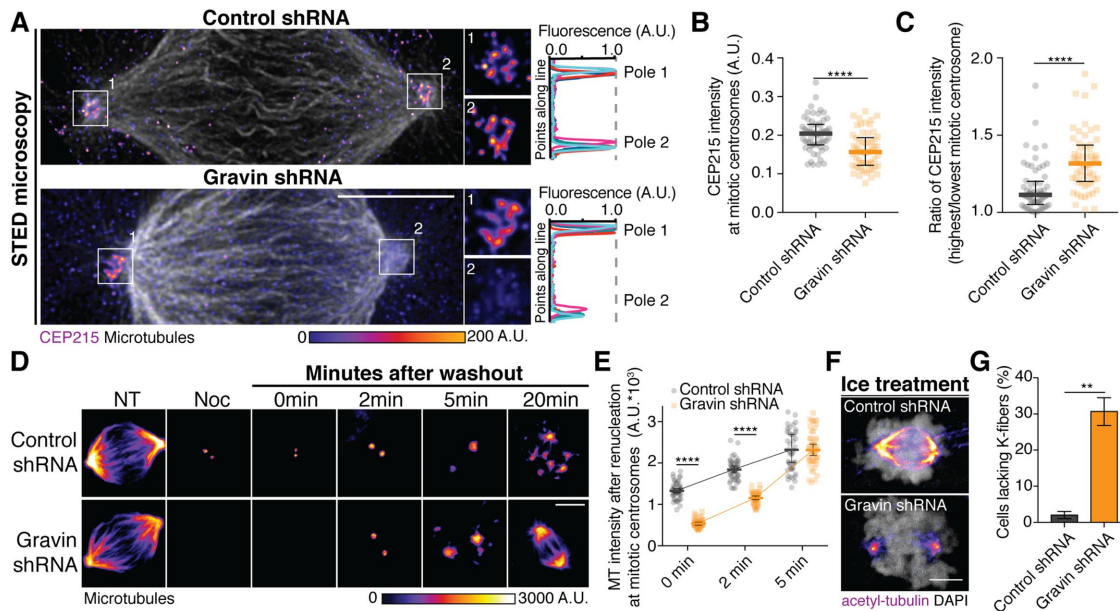 A
Control shRNA
STED microscopy
1
2
1
2
Fluorescence (A.U.)
0.0
1.0
Points along line
Pole 1
Pole 2
Gravin shRNA
1
2
1
2
Fluorescence (A.U.)
0.0
1.0
Points along line
Pole 1
Pole 2
CEP215 Microtubules
0
200 A.U.
B
CEP215 intensity
at mitotic centrosomes (A.U.)
0.4
0.3
0.2
0.1
0.0
****
Control shRNA
Gravin shRNA
C
Ratio of CEP215 intensity
(highest/lowest mitotic centrosome)
2.0
1.5
1.0
****
Control shRNA
Gravin shRNA
D
Minutes after washout
NT
Noc
0min
2min
5min
20min
Control
shRNA
Gravin
shRNA
Microtubules
0
3000 A.U.
E
MT intensity after renucleation
at mitotic centrosomes (A.U.*10³)
Control shRNA
Gravin shRNA
3
2
1
0
****
****
0 min
2 min
5 min
F
Ice treatment
Control shRNA
Gravin shRNA
acetyl-tubulin DAPI
G
Cells lacking K-fibers (%)
40
30
20
10
0
**
Control shRNA
Gravin shRNA